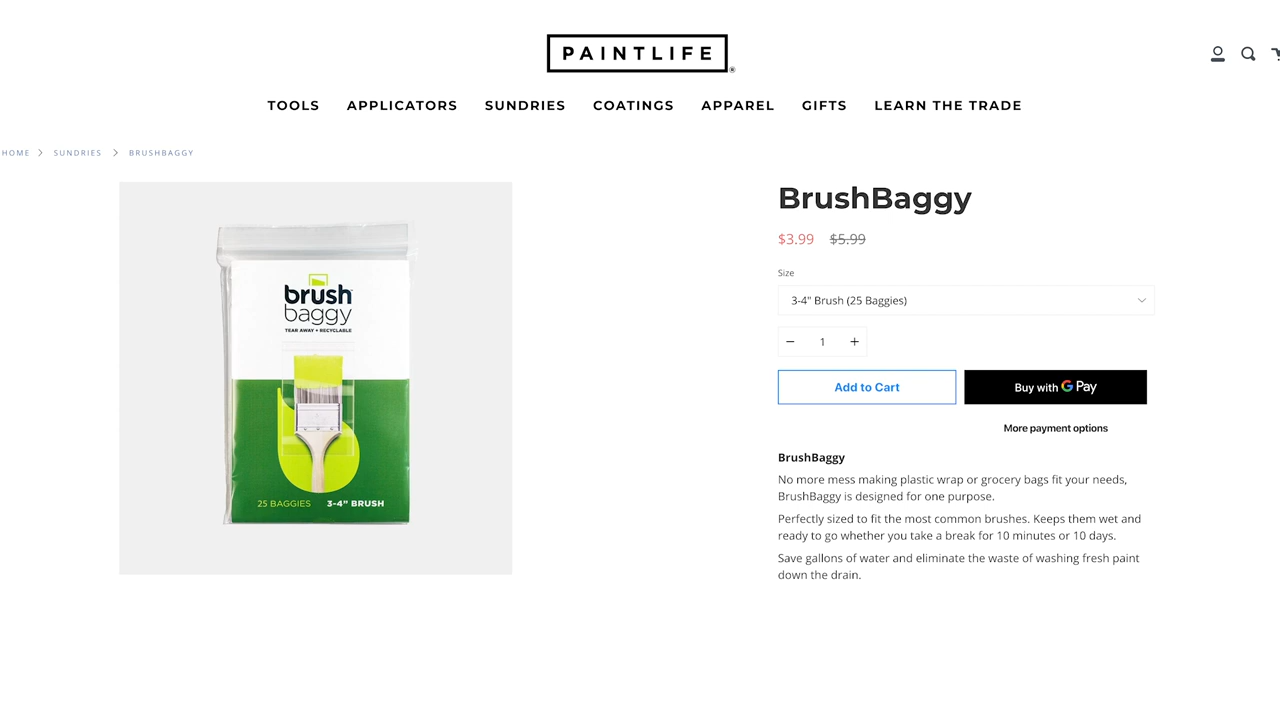 PAINTLIFE®
TOOLS APPLICATORS SUNDRIES COATINGS APPAREL GIFTS LEARN THE TRADE
HOME > SUNDRIES > BRUSHBAGGY
brush
baggy
TEAR AWAY • RECYCLABLE
25 BAGGIES 3-4" BRUSH
BrushBaggy
$3.99 $5.99
Size
3-4" Brush (25 Baggies)
− 1 +
Add to Cart
Buy with G Pay
More payment options
BrushBaggy
No more mess making plastic wrap or grocery bags fit your needs,
BrushBaggy is designed for one purpose.
Perfectly sized to fit the most common brushes. Keeps them wet and
ready to go whether you take a break for 10 minutes or 10 days.
Save gallons of water and eliminate the waste of washing fresh paint
down the drain.